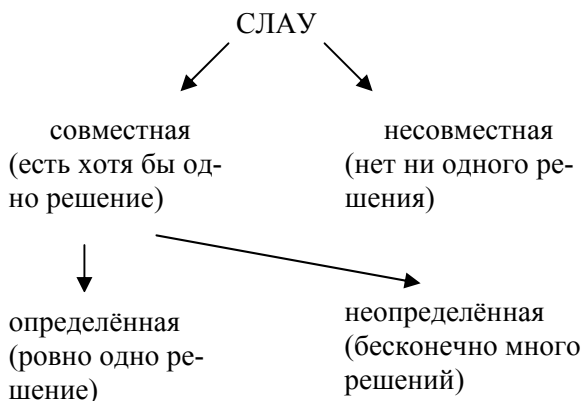 СЛАУ
совместная
(есть хотя бы од-
но решение)
несовместная
(нет ни одного ре-
шения)
определённая
(ровно одно ре-
шение)
неопределённая
(бесконечно много
решений)